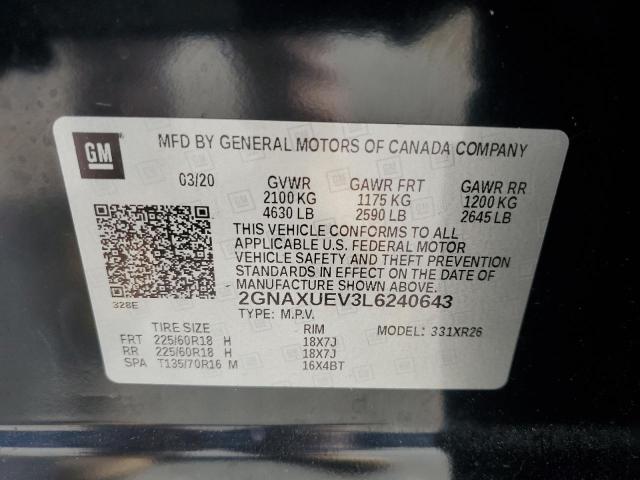 GM
MFD BY GENERAL MOTORS OF CANADA COMPANY
03/20 GVWR GAWR FRT GAWR RR
2100 KG 1175 KG 1200 KG
4630 LB 2590 LB 2645 LB
THIS VEHICLE CONFORMS TO ALL
APPLICABLE U.S. FEDERAL MOTOR
VEHICLE SAFETY AND THEFT PREVENTION
STANDARDS IN EFFECT ON THE DATE OF
MANUFACTURE SHOWN ABOVE.
328E 2GNAXUEV3L6240643
TYPE: M.P.V.
TIRE SIZE RIM MODEL: 331XR26
FRT 225/60R18 H 18X7J
RR 225/60R18 H 18X7J
SPA T135/70R16 M 16X4BT